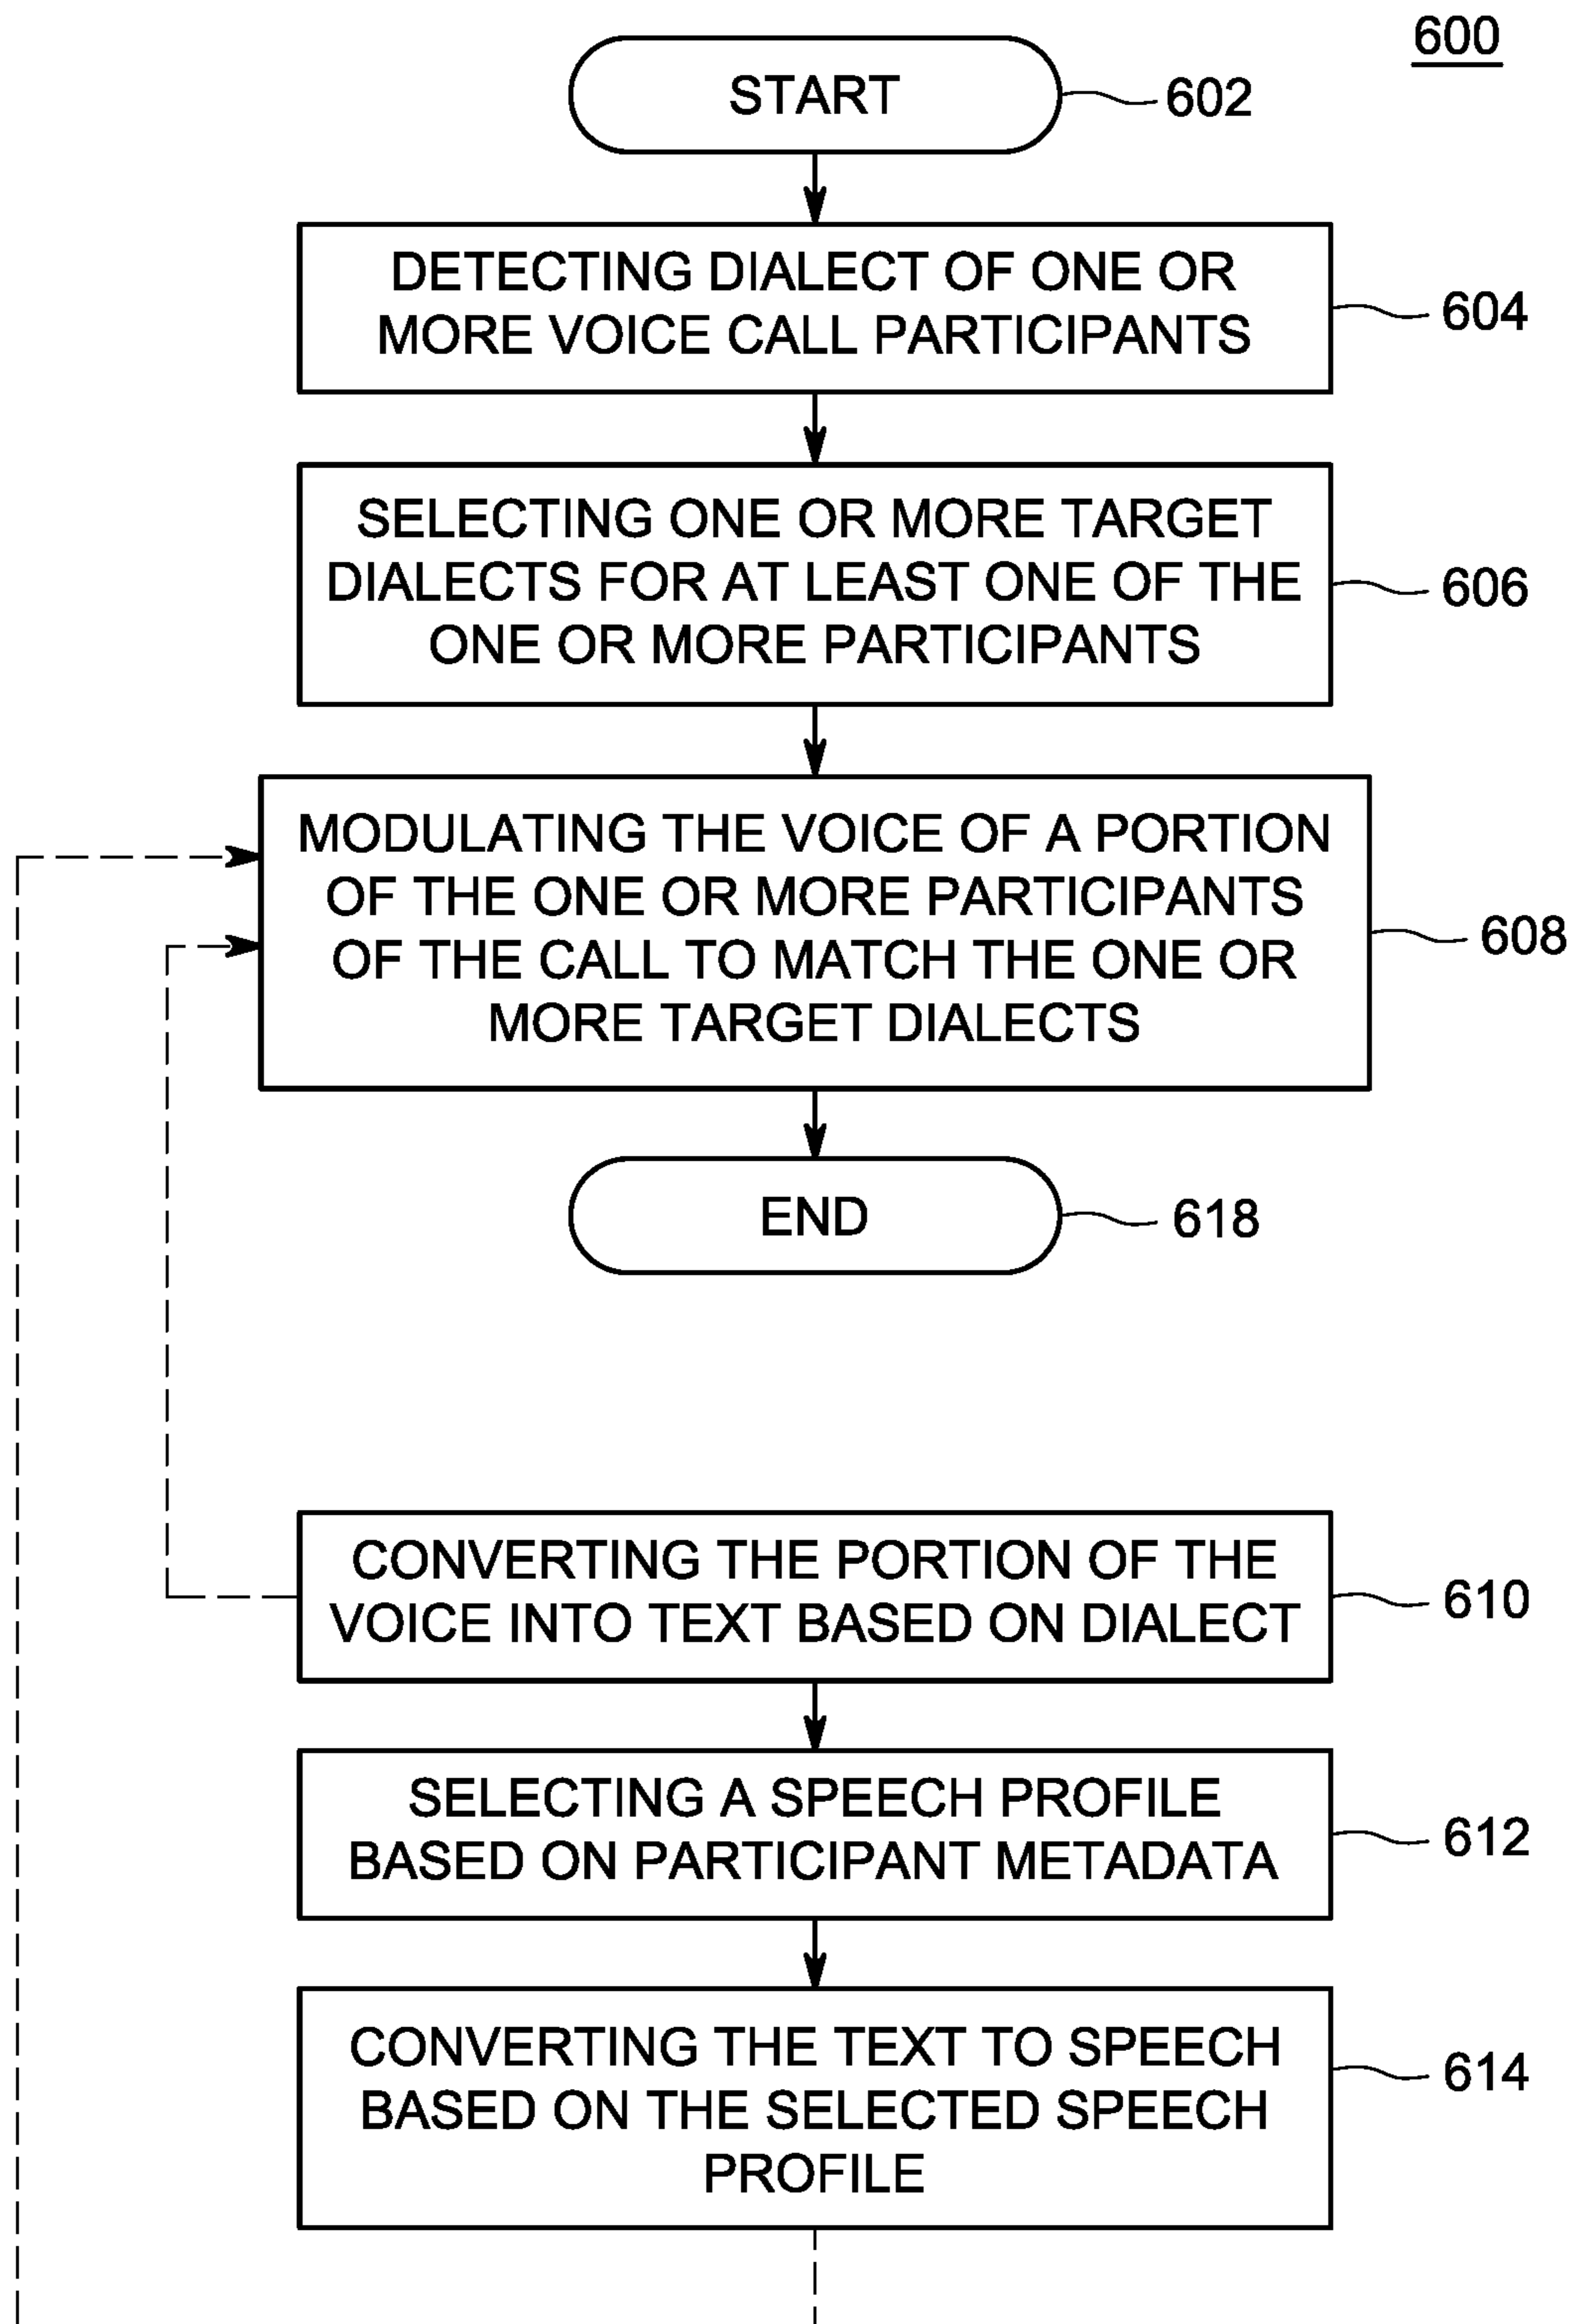 600
START
602
DETECTING DIALECT OF ONE OR
MORE VOICE CALL PARTICIPANTS
604
SELECTING ONE OR MORE TARGET
DIALECTS FOR AT LEAST ONE OF THE
ONE OR MORE PARTICIPANTS
606
MODULATING THE VOICE OF A PORTION
OF THE ONE OR MORE PARTICIPANTS
OF THE CALL TO MATCH THE ONE OR
MORE TARGET DIALECTS
608
END
618
CONVERTING THE PORTION OF THE
VOICE INTO TEXT BASED ON DIALECT
610
SELECTING A SPEECH PROFILE
BASED ON PARTICIPANT METADATA
612
CONVERTING THE TEXT TO SPEECH
BASED ON THE SELECTED SPEECH
PROFILE
614